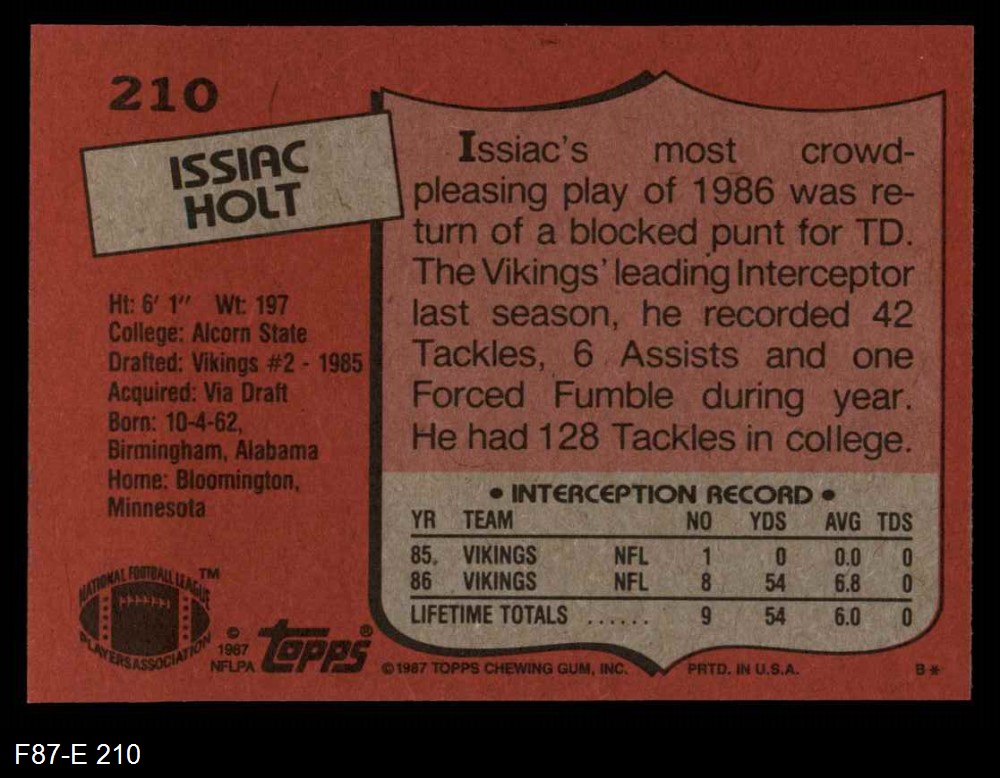 210
ISSIAC
HOLT
Ht: 6' 1" Wt: 197
College: Alcorn State
Drafted: Vikings #2 - 1985
Acquired: Via Draft
Born: 10-4-62,
Birmingham, Alabama
Home: Bloomington,
Minnesota
NATIONAL FOOTBALL LEAGUE
PLAYERS ASSOCIATION
TM
©
1987
NFLPA
topps®
Issiac's most crowd-
pleasing play of 1986 was re-
turn of a blocked punt for TD.
The Vikings' leading Interceptor
last season, he recorded 42
Tackles, 6 Assists and one
Forced Fumble during year.
He had 128 Tackles in college.
• INTERCEPTION RECORD •
YR TEAM NO YDS AVG TDS
85. VIKINGS NFL 1 0 0.0 0
86 VIKINGS NFL 8 54 6.8 0
LIFETIME TOTALS ...... 9 54 6.0 0
©1987 TOPPS CHEWING GUM, INC. PRTD. IN U.S.A. B*
F87-E 210